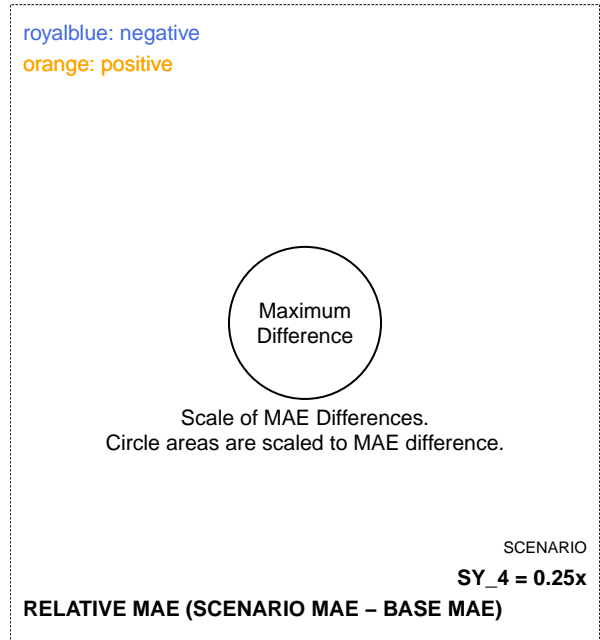 royalblue: negative
orange: positive
Maximum
Difference
Scale of MAE Differences.
Circle areas are scaled to MAE difference.
SCENARIO
SY_4 = 0.25x
RELATIVE MAE (SCENARIO MAE − BASE MAE)